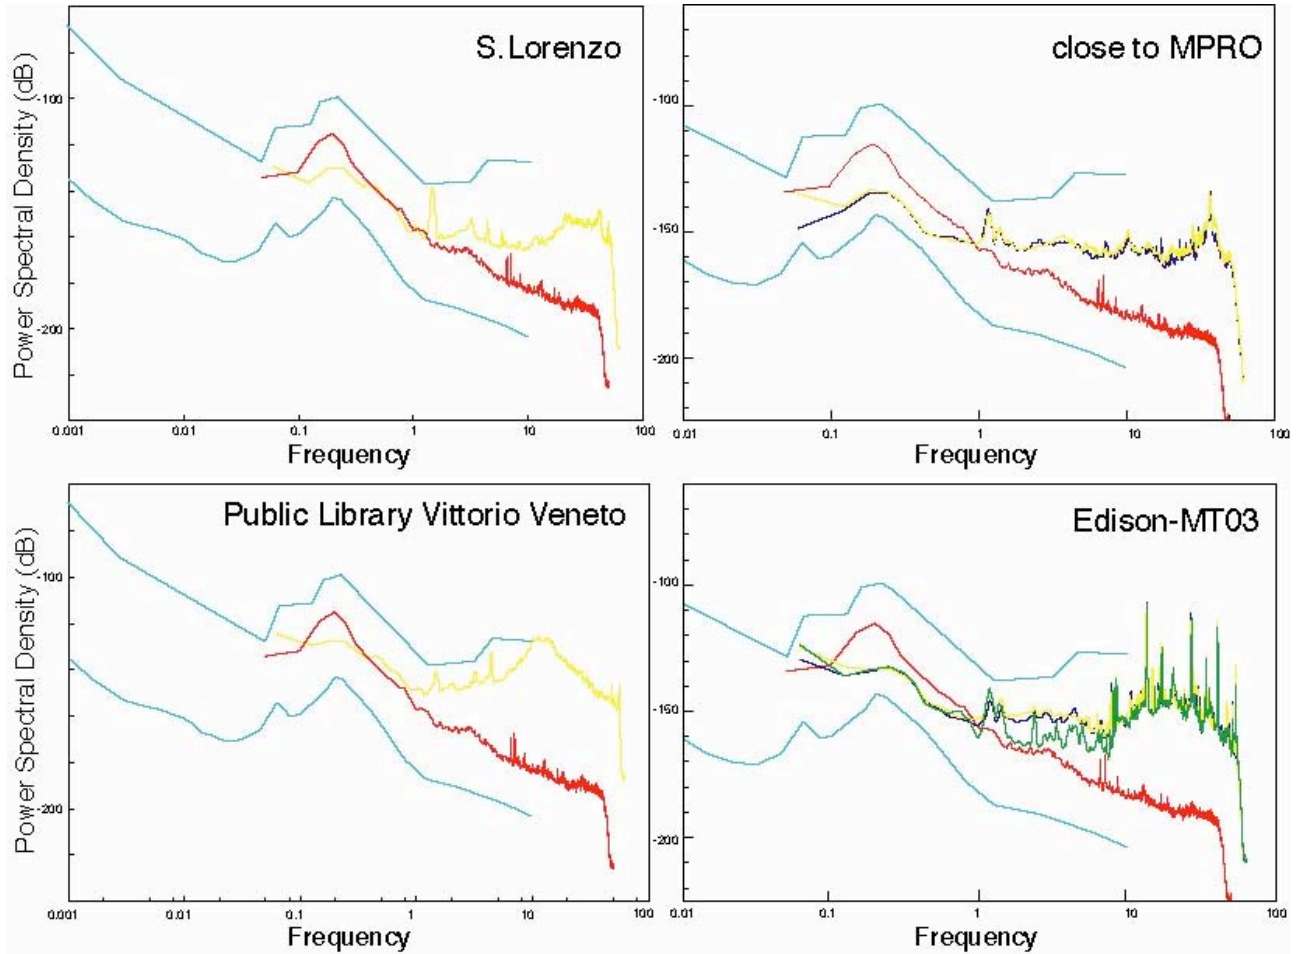 S.Lorenzo
Power Spectral Density (dB)
-100
-200
0.001 0.01 0.1 1 10 100
Frequency
close to MPRO
-100
-150
-200
0.01 0.1 1 10 100
Frequency
Public Library Vittorio Veneto
Power Spectral Density (dB)
-100
-200
0.001 0.01 0.1 1 10 100
Frequency
Edison-MT03
-100
-150
-200
0.01 0.1 1 10 100
Frequency